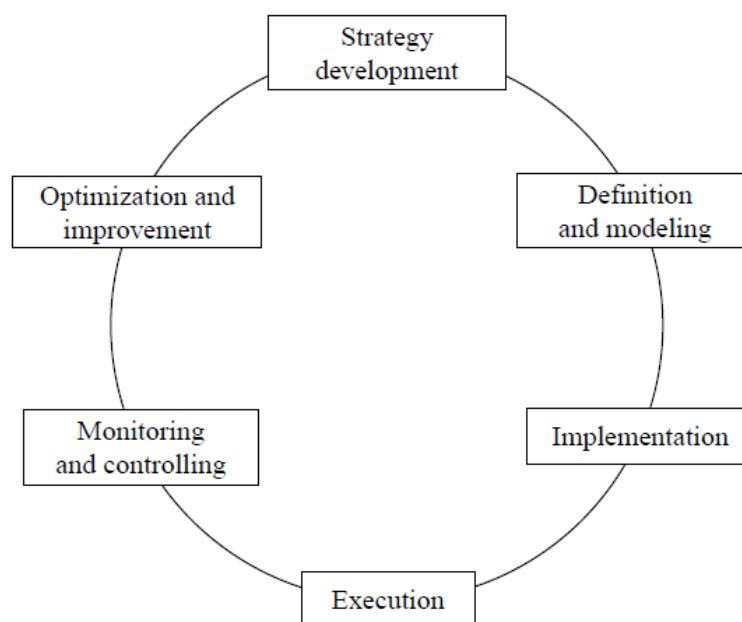 Strategy
development
Definition
and modeling
Implementation
Execution
Monitoring
and controlling
Optimization and
improvement